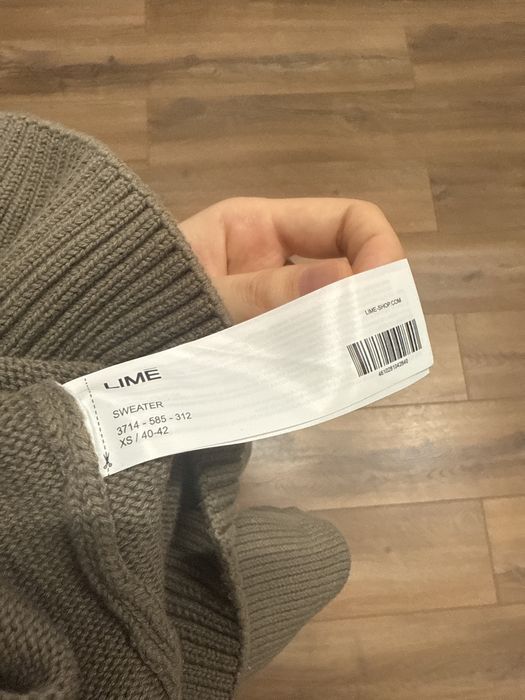 LIME
SWEATER
3714 - 585 - 312
XS / 40-42
LIME-SHOP.COM